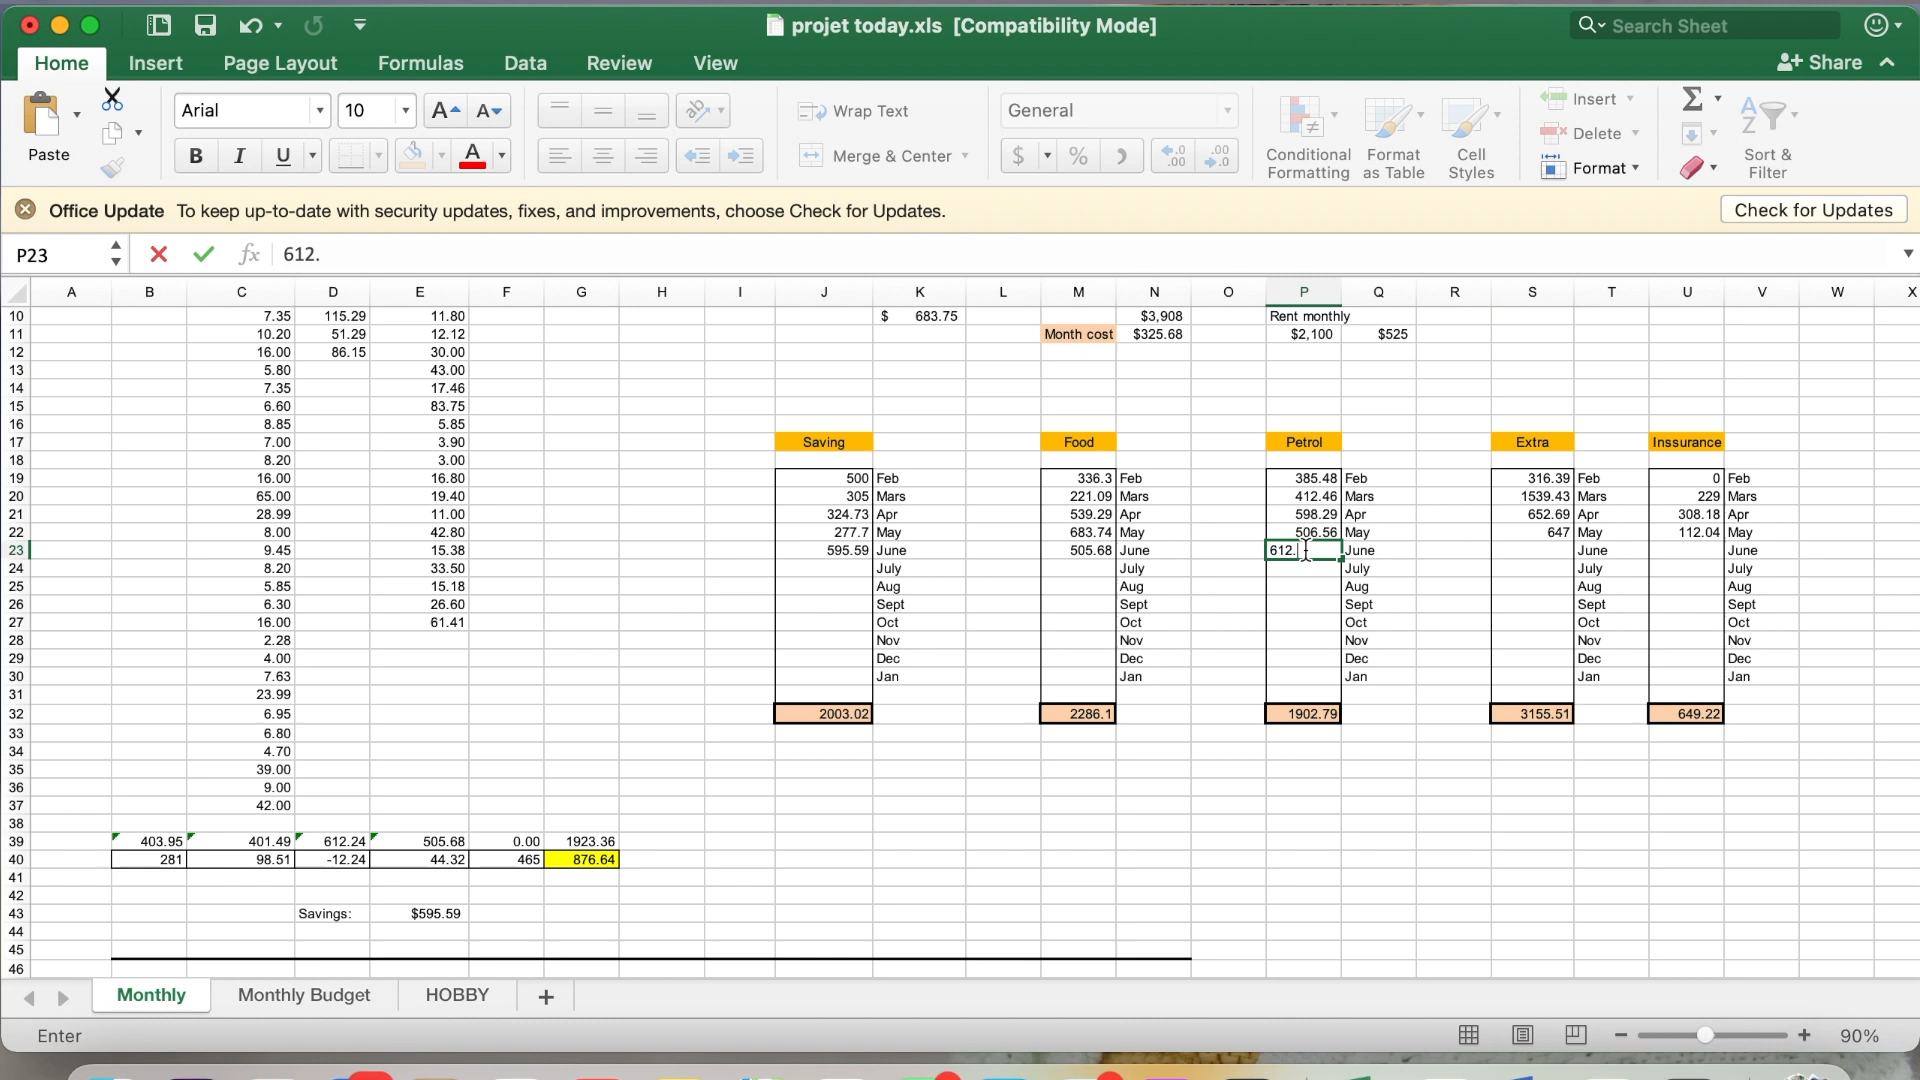 projet today.xls [Compatibility Mode]
Search Sheet
Home Insert Page Layout Formulas Data Review View
Share
Paste
Arial 10
B I U A
Wrap Text
Merge & Center
General
$ %
Conditional Formatting
Format as Table
Cell Styles
Insert
Delete
Format
Sort & Filter
Office Update To keep up-to-date with security updates, fixes, and improvements, choose Check for Updates.
Check for Updates
P23 fx 612.
A B C D E F G H I J K L M N O P Q R S T U V W X
10 7.35 115.29 11.80 $ 683.75 $3,908 Rent monthly
11 10.20 51.29 12.12 Month cost $325.68 $2,100 $525
12 16.00 86.15 30.00
13 5.80 43.00
14 7.35 17.46
15 6.60 83.75
16 8.85 5.85
17 7.00 3.90 Saving Food Petrol Extra Inssurance
18 8.20 3.00
19 16.00 16.80 500 Feb 336.3 Feb 385.48 Feb 316.39 Feb 0 Feb
20 65.00 19.40 305 Mars 221.09 Mars 412.46 Mars 1539.43 Mars 229 Mars
21 28.99 11.00 324.73 Apr 539.29 Apr 598.29 Apr 652.69 Apr 308.18 Apr
22 8.00 42.80 277.7 May 683.74 May 506.56 May 647 May 112.04 May
23 9.45 15.38 595.59 June 505.68 June 612. June June June
24 8.20 33.50 July July July July July
25 5.85 15.18 Aug Aug Aug Aug Aug
26 6.30 26.60 Sept Sept Sept Sept Sept
27 16.00 61.41 Oct Oct Oct Oct Oct
28 2.28 Nov Nov Nov Nov Nov
29 4.00 Dec Dec Dec Dec Dec
30 7.63 Jan Jan Jan Jan Jan
31 23.99
32 6.95 2003.02 2286.1 1902.79 3155.51 649.22
33 6.80
34 4.70
35 39.00
36 9.00
37 42.00
38
39 403.95 401.49 612.24 505.68 0.00 1923.36
40 281 98.51 -12.24 44.32 465 876.64
41
42
43 Savings: $595.59
44
45
46
Monthly Monthly Budget HOBBY +
Enter 90%